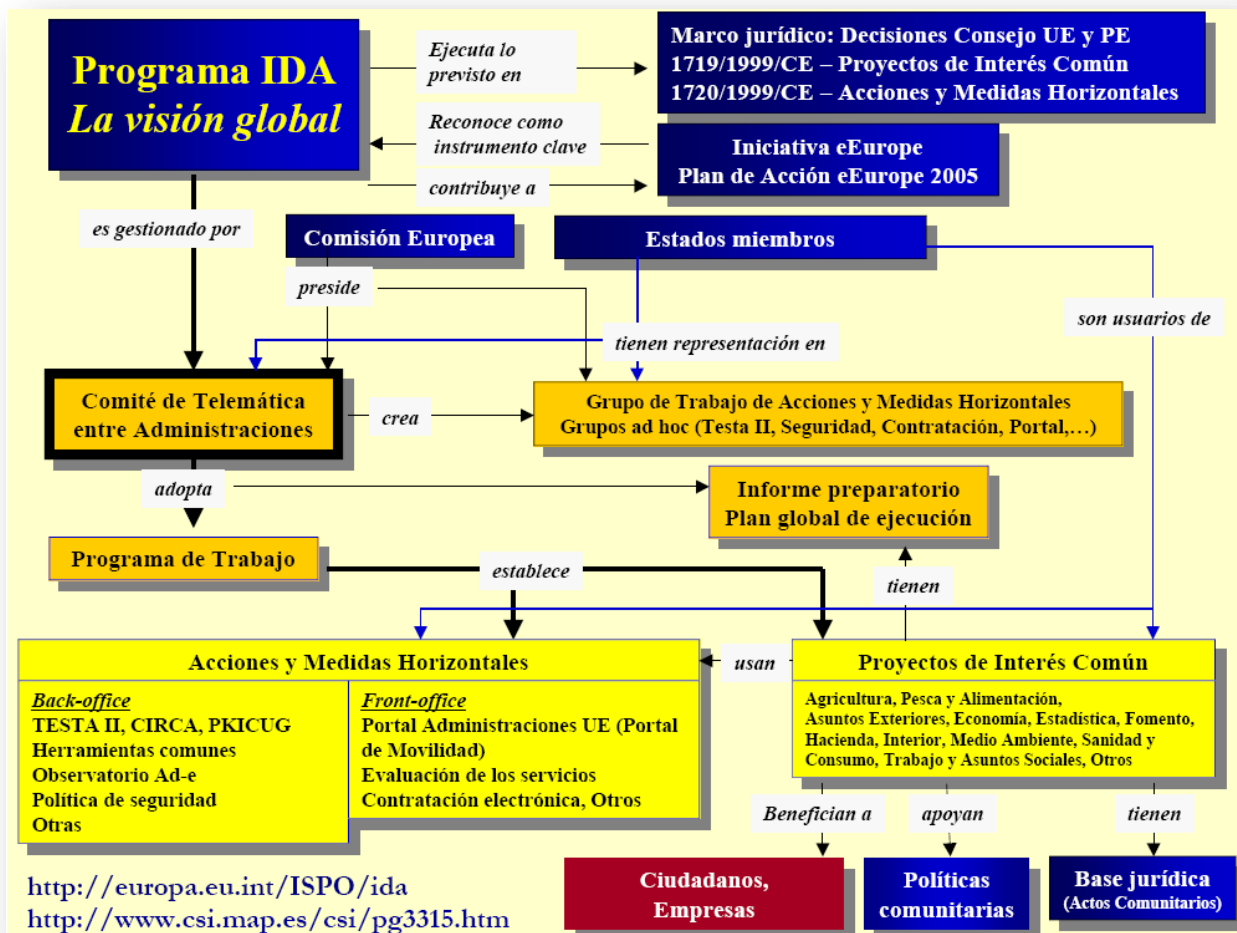 Programa IDA
La visión global
Ejecuta lo
previsto en
Marco jurídico: Decisiones Consejo UE y PE
1719/1999/CE – Proyectos de Interés Común
1720/1999/CE – Acciones y Medidas Horizontales
Reconoce como
instrumento clave
Iniciativa eEurope
Plan de Acción eEurope 2005
contribuye a
es gestionado por
Comisión Europea
Estados miembros
preside
son usuarios de
tienen representación en
Comité de Telemática
entre Administraciones
crea
Grupo de Trabajo de Acciones y Medidas Horizontales
Grupos ad hoc (Testa II, Seguridad, Contratación, Portal,…)
adopta
Informe preparatorio
Plan global de ejecución
Programa de Trabajo
establece
tienen
Acciones y Medidas Horizontales
usan
Proyectos de Interés Común
Back-office
TESTA II, CIRCA, PKICUG
Herramientas comunes
Observatorio Ad-e
Política de seguridad
Otras
Front-office
Portal Administraciones UE (Portal
de Movilidad)
Evaluación de los servicios
Contratación electrónica, Otros
Agricultura, Pesca y Alimentación,
Asuntos Exteriores, Economía, Estadística, Fomento,
Hacienda, Interior, Medio Ambiente, Sanidad y
Consumo, Trabajo y Asuntos Sociales, Otros
Benefician a
apoyan
tienen
Ciudadanos,
Empresas
Políticas
comunitarias
Base jurídica
(Actos Comunitarios)
http://europa.eu.int/ISPO/ida
http://www.csi.map.es/csi/pg3315.htm